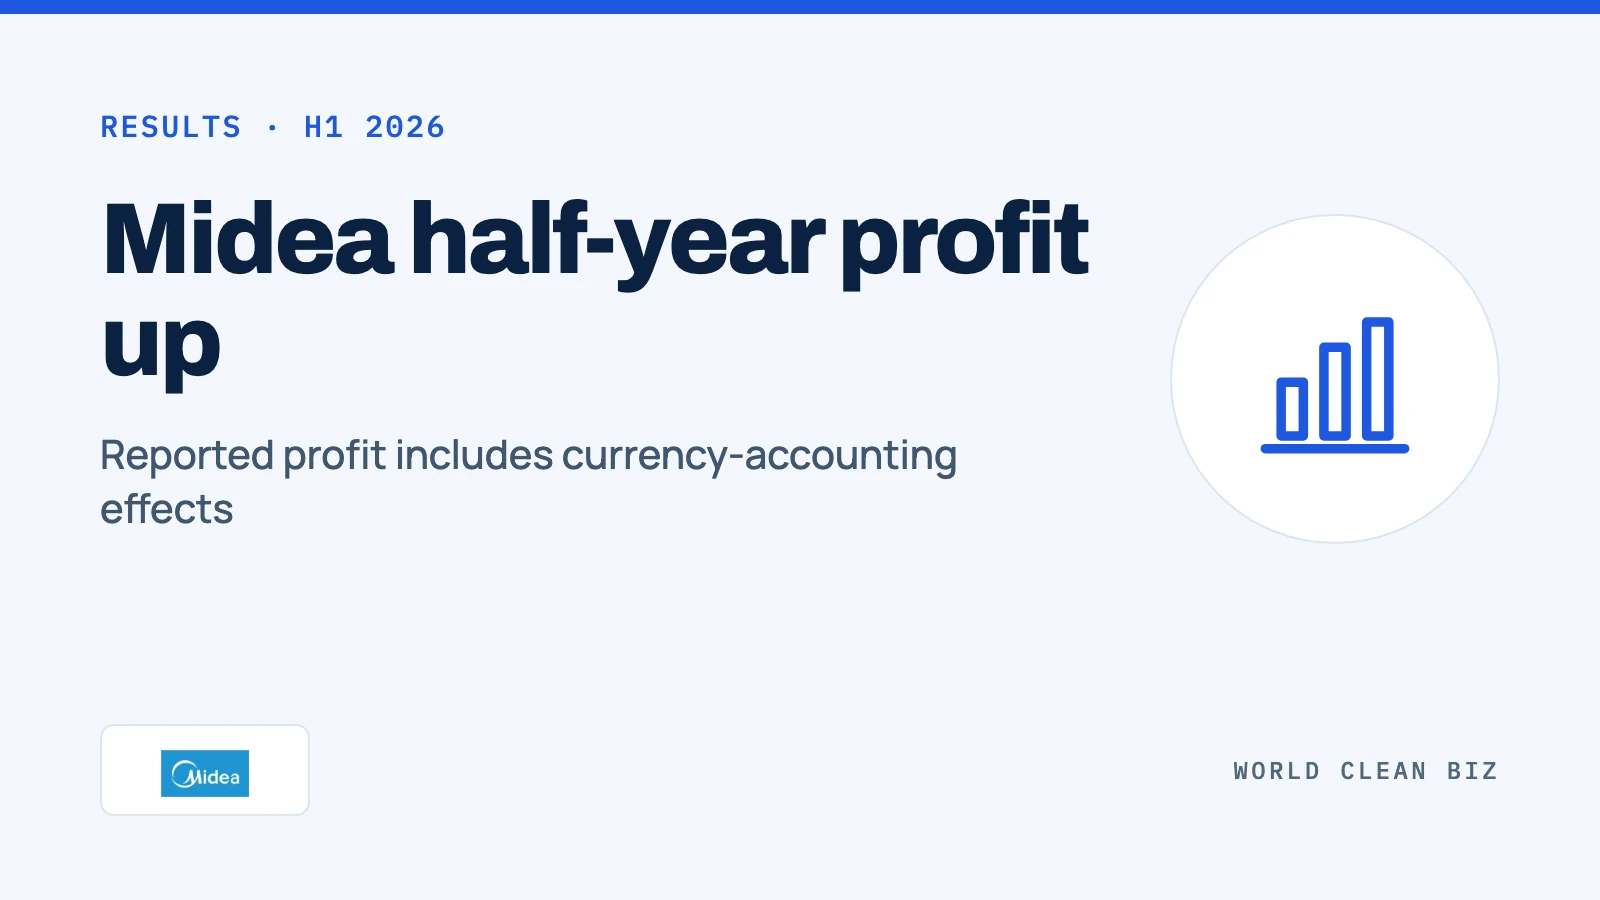 RESULTS · H1 2026
Midea half-year profit
up
Reported profit includes currency-accounting
effects
Midea
WORLD CLEAN BIZ